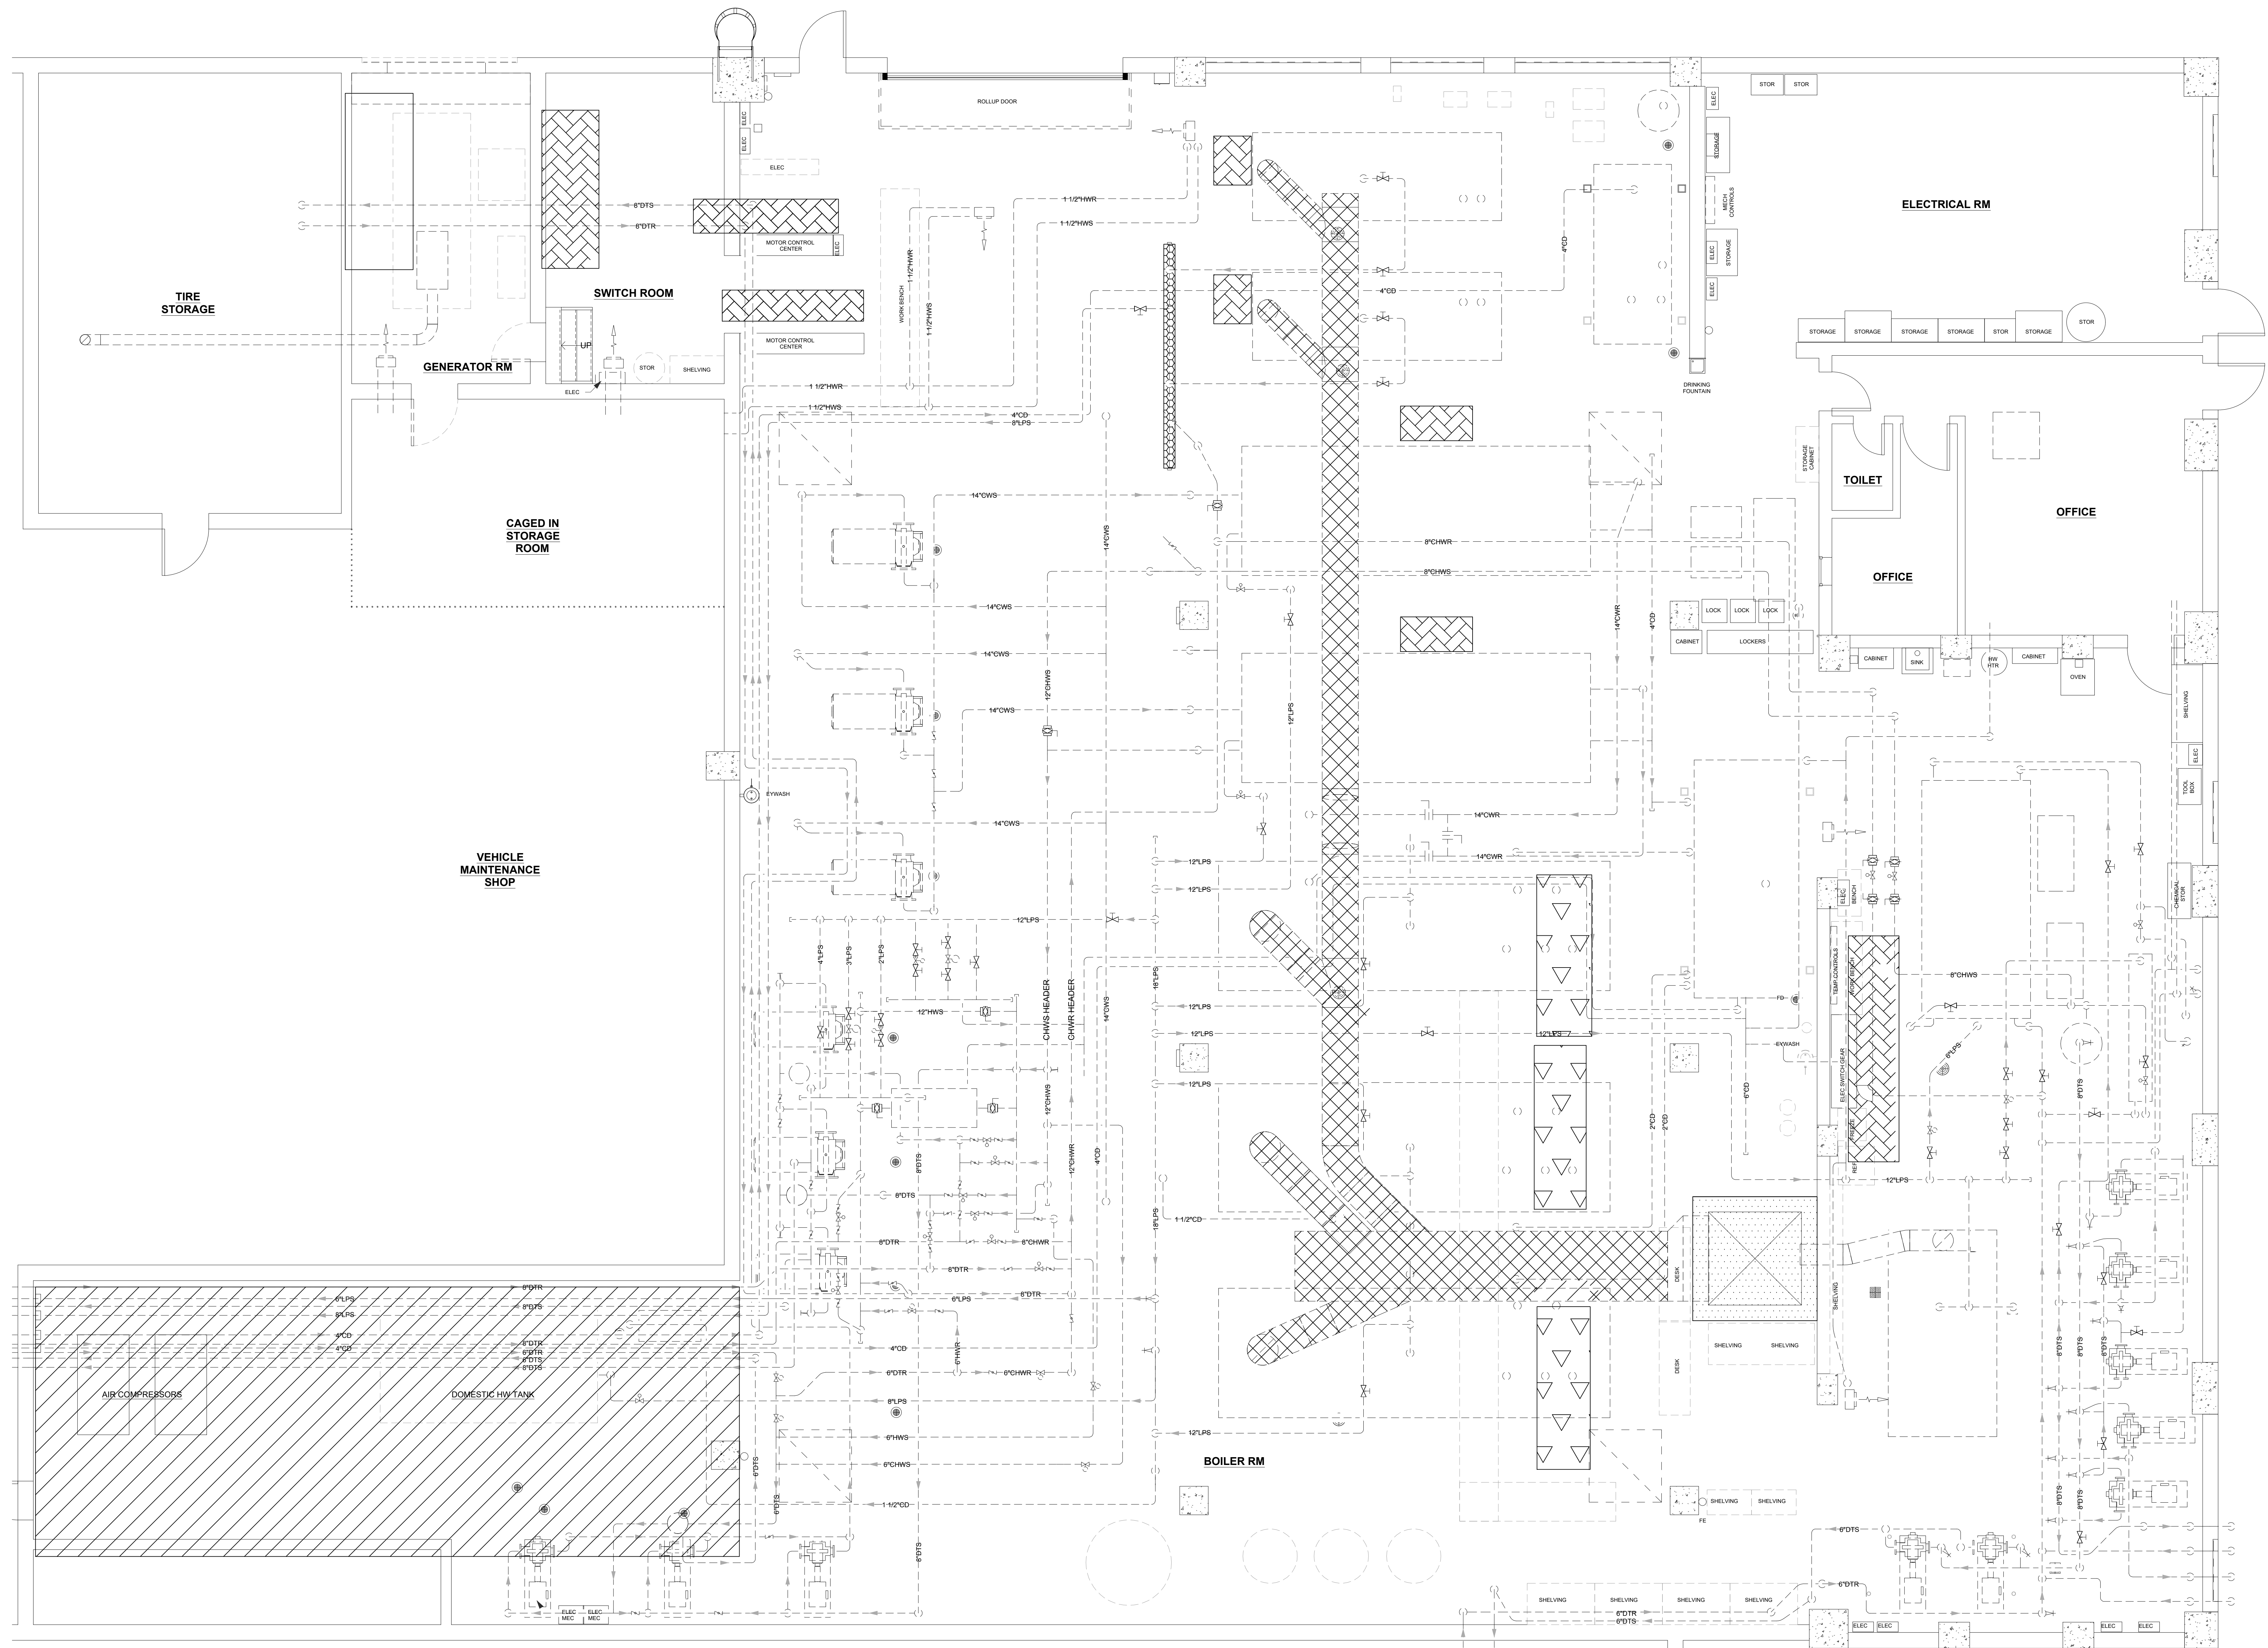 ROLLUP DOOR
ELEC
ELEC
ELEC
8"DTS
8"DTR
MOTOR CONTROL
CENTER
ELEC
SWITCH ROOM
MOTOR CONTROL
CENTER
TIRE
STORAGE
GENERATOR RM
UP
STOR
SHELVING
ELEC
WORK BENCH
1 1/2"HWR
1 1/2"HWS
1 1/2"HWR
1 1/2"HWS
1 1/2"HWR
1 1/2"HWS
4"CD
8"LPS
4"CD
4"CD
ELEC
STORAGE
MECH
CONTROLS
ELEC
STORAGE
ELEC
DRINKING
FOUNTAIN
STOR
STOR
ELECTRICAL RM
STORAGE
STORAGE
STORAGE
STORAGE
STOR
STORAGE
STOR
STORAGE
CABINET
TOILET
OFFICE
OFFICE
CAGED IN
STORAGE
ROOM
14"CWS
14"CWS
8"CHWR
8"CHWS
14"CWS
14"CWS
12"CHWS
14"CWS
12"LPS
14"CWR
4"CD
LOCK
LOCK
LOCK
CABINET
LOCKERS
CABINET
SINK
HW
HTR
CABINET
OVEN
SHELVING
ELEC
TOOL
BOX
CHEMICAL
STOR
EYWASH
VEHICLE
MAINTENANCE
SHOP
14"CWS
14"CWR
14"CWR
12"LPS
12"LPS
12"LPS
4"LPS
3"LPS
2"LPS
12"HWS
CHWS HEADER
CHWR HEADER
14"CWS
18"LPS
12"LPS
12"LPS
12"LPS
12"LPS
2"CD
2"CD
6"CD
FD
EYWASH
ELEC
BENCH
TEMP CONTROLS
WORK BENCH
ELEC SWITCH GEAR
REF
8"CHWS
6"LPS
8"DTS
12"LPS
12"CHWS
12"CHWR
4"CD
8"DTS
8"DTS
18"LPS
1 1/2"CD
8"DTR
8"CHWR
8"DTR
6"LPS
6"DTR
6"HWR
4"CD
6"DTR
6"CHWR
8"LPS
6"HWS
6"CHWS
1 1/2"CD
6"DTS
6"DTS
6"DTS
12"LPS
BOILER RM
8"DTR
6"LPS
8"DTS
8"LPS
4"CD
8"DTR
4"CD
6"DTR
6"DTS
8"DTS
AIR COMPRESSORS
DOMESTIC HW TANK
DESK
DESK
SHELVING
SHELVING
SHELVING
SHELVING
SHELVING
FE
6"DTS
8"DTS
6"DTS
8"DTS
8"DTS
ELEC
MEC
ELEC
MEC
SHELVING
SHELVING
SHELVING
SHELVING
6"DTR
6"DTS
6"DTS
6"DTR
ELEC
ELEC
ELEC
ELEC